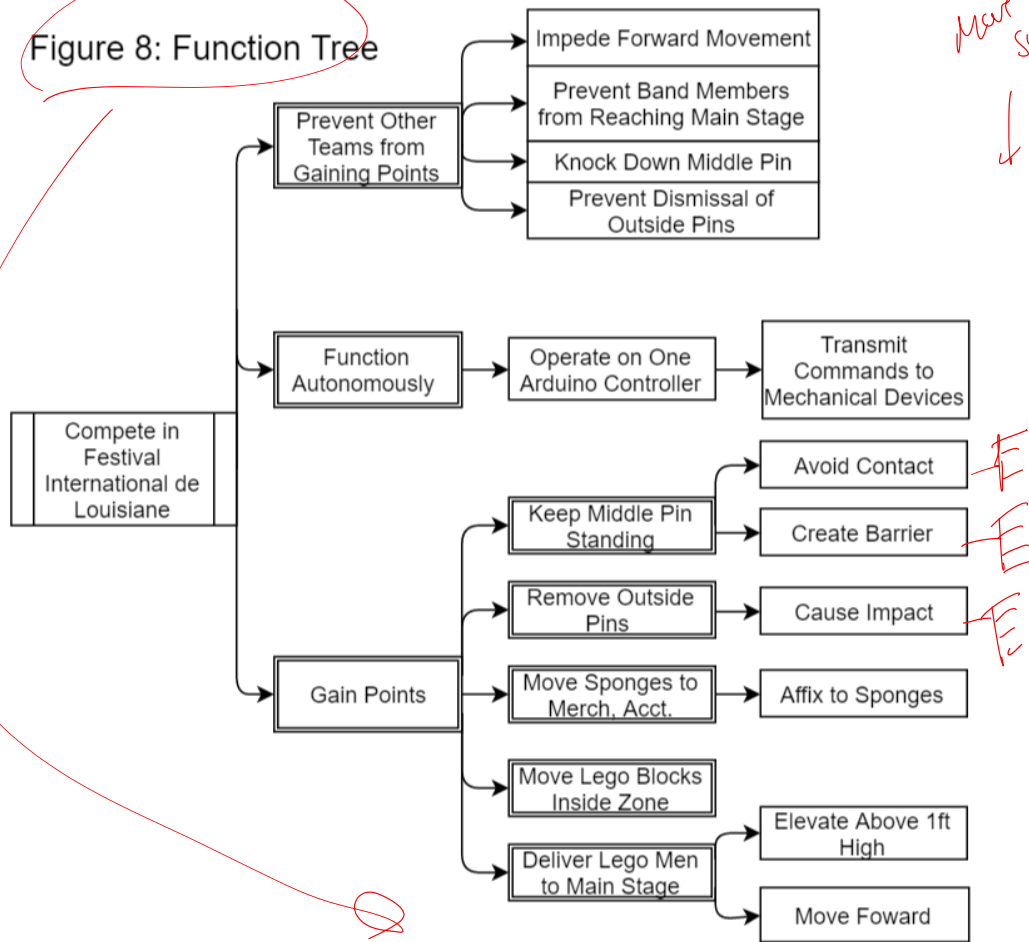 Figure 8: Function Tree
Impede Forward Movement
Prevent Band Members
from Reaching Main Stage
Knock Down Middle Pin
Prevent Dismissal of
Outside Pins
Prevent Other
Teams from
Gaining Points
Function
Autonomously
Operate on One
Arduino Controller
Transmit
Commands to
Mechanical Devices
Compete in
Festival
International de
Louisiane
Gain Points
Keep Middle Pin
Standing
Avoid Contact
Create Barrier
Remove Outside
Pins
Cause Impact
Move Sponges to
Merch, Acct.
Affix to Sponges
Move Lego Blocks
Inside Zone
Deliver Lego Men
to Main Stage
Elevate Above 1ft
High
Move Foward